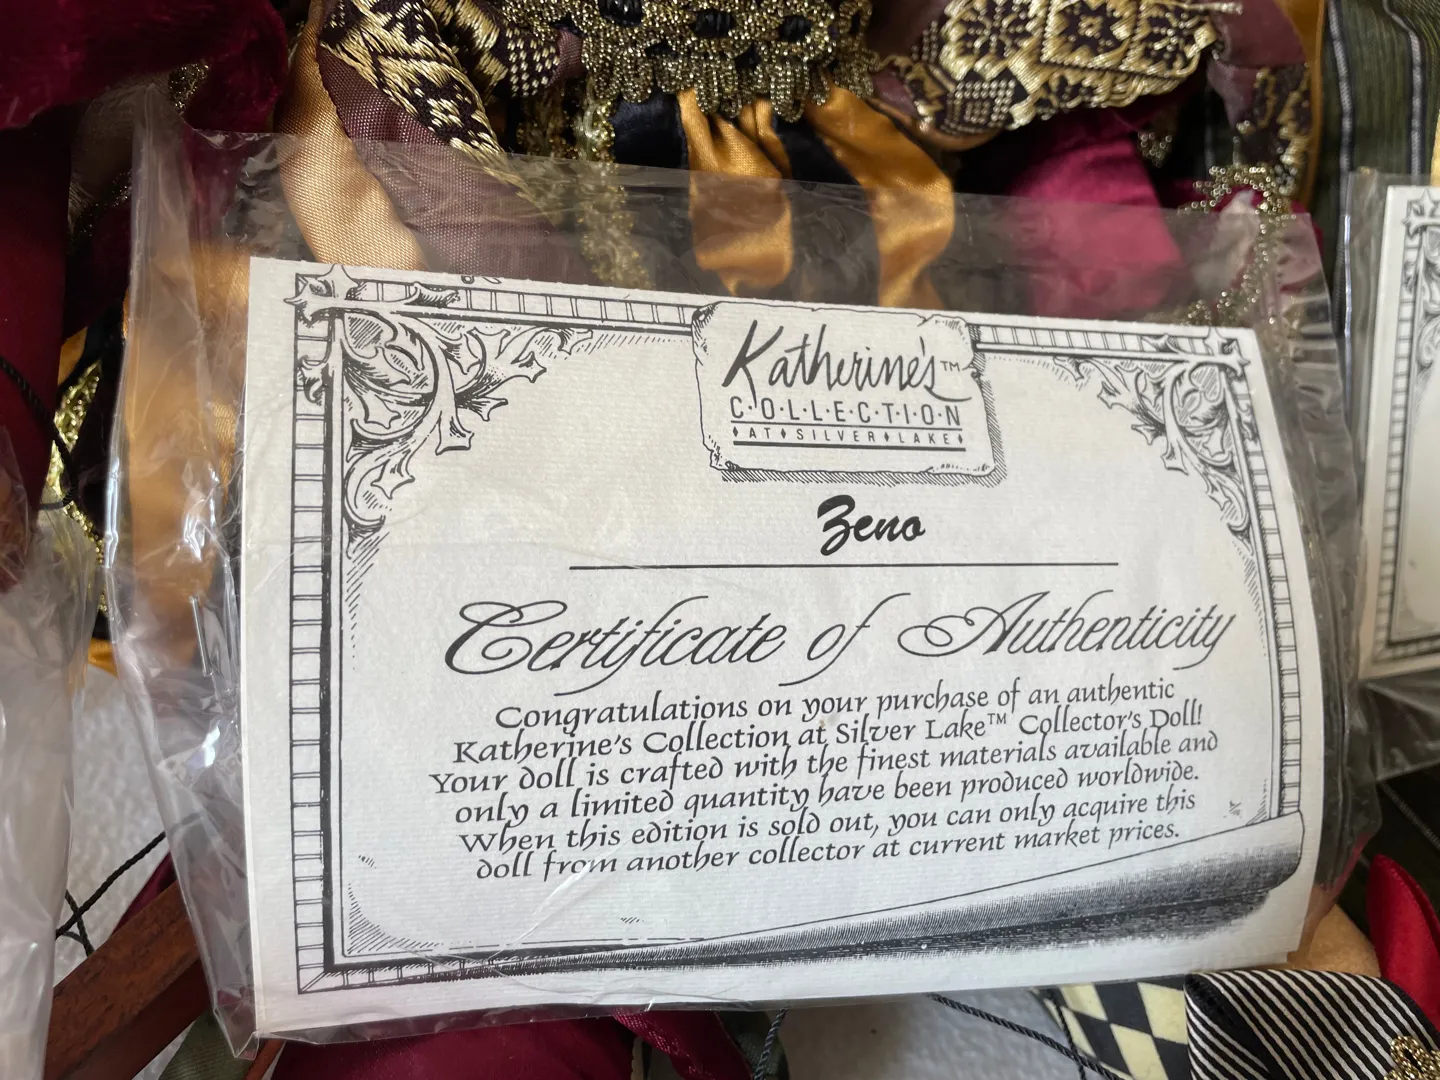 Katherine's™
C·O·L·L·E·C·T·I·O·N
♦AT♦SILVER♦LAKE♦
Zeno
Certificate of Authenticity
Congratulations on your purchase of an authentic
Katherine's Collection at Silver Lake™ Collector's Doll!
Your doll is crafted with the finest materials available and
only a limited quantity have been produced worldwide.
When this edition is sold out, you can only acquire this
doll from another collector at current market prices.